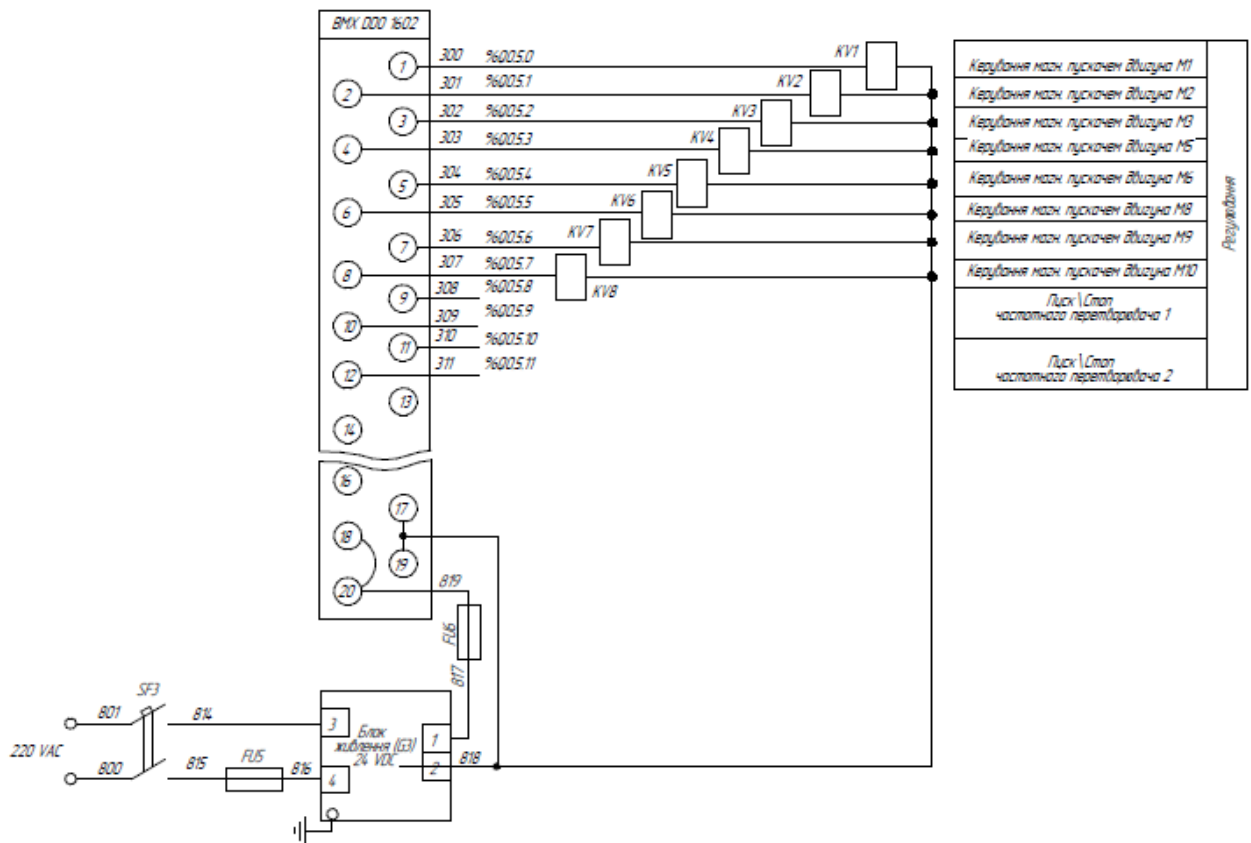 BMX DDO 1602
1 300 %Q0.5.0 KV1
2 301 %Q0.5.1 KV2
3 302 %Q0.5.2 KV3
4 303 %Q0.5.3 KV4
5 304 %Q0.5.4 KV5
6 305 %Q0.5.5 KV6
7 306 %Q0.5.6 KV7
8 307 %Q0.5.7 KV8
9 308 %Q0.5.8
10 309 %Q0.5.9
11 310 %Q0.5.10
12 311 %Q0.5.11
13
14
16
17
18
19
20 819
FU6
817
Керування магн. пускачем двигуна М1
Керування магн. пускачем двигуна М2
Керування магн. пускачем двигуна М3
Керування магн. пускачем двигуна М5
Керування магн. пускачем двигуна М6
Керування магн. пускачем двигуна М8
Керування магн. пускачем двигуна М9
Керування магн. пускачем двигуна М10
Пуск\Стоп
частотного перетворювача 1
Пуск\Стоп
частотного перетворювача 2
Регулювання
SF3
801 814 3
220 VAC
800 815 FU5 816 4
Блок
живлення (G3)
24 VDC
1
2 818